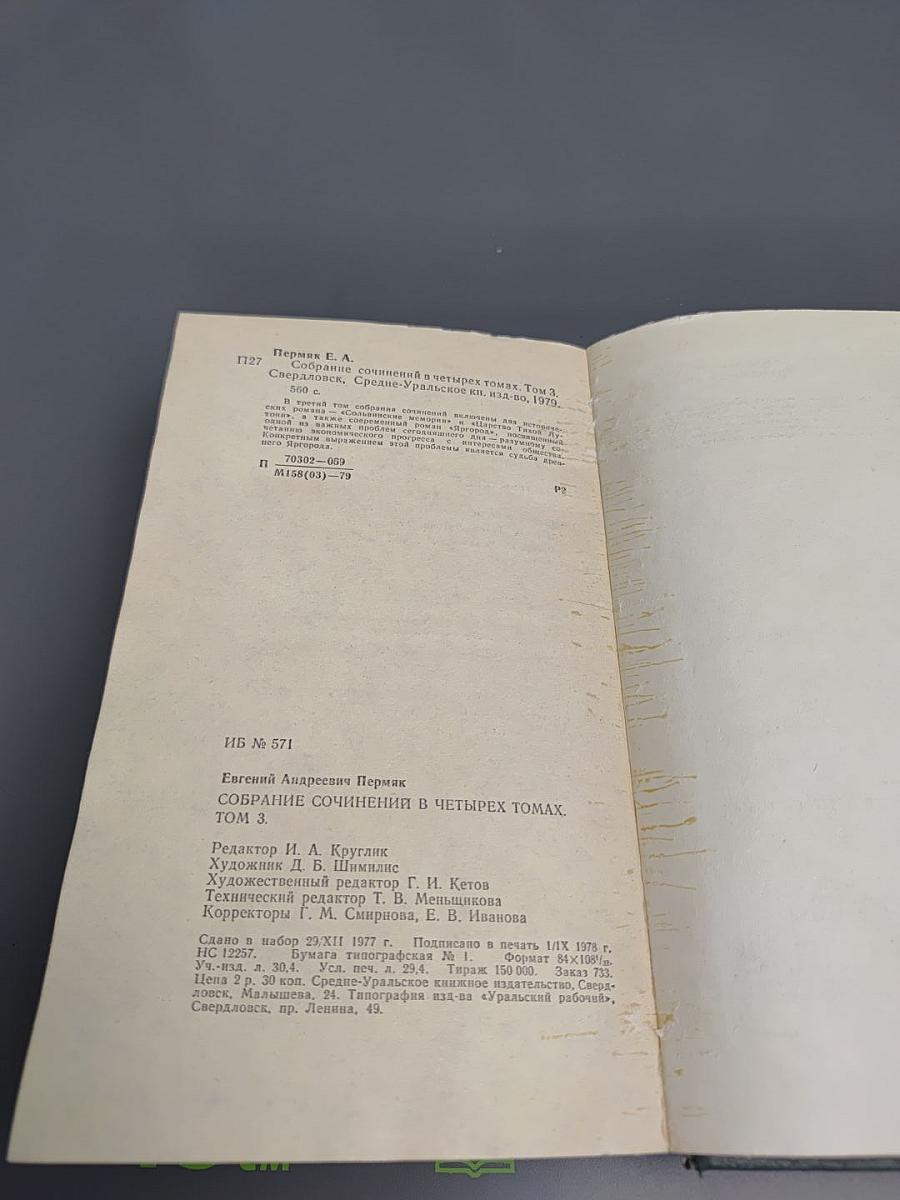 Пермяк Е. А.
П27 Собрание сочинений в четырех томах. Том 3.
Свердловск, Средне-Уральское кн. изд-во, 1979.
560 с.
В третий том собрания сочинений включены два историче-
ских романа — «Сольвинские мемории» и «Царство Тихой Лу-
тони», а также современный роман «Яргород», посвященный
одной из важных проблем сегодняшнего дня — разумному со-
четанию экономического прогресса с интересами общества.
Конкретным выражением этой проблемы является судьба древ-
него Яргорода.
П 70302—069
М158(03)—79
Р2
ИБ № 571
Евгений Андреевич Пермяк
СОБРАНИЕ СОЧИНЕНИЙ В ЧЕТЫРЕХ ТОМАХ.
ТОМ 3.
Редактор И. А. Круглик
Художник Д. Б. Шимилис
Художественный редактор Г. И. Кетов
Технический редактор Т. В. Меньщикова
Корректоры Г. М. Смирнова, Е. В. Иванова
Сдано в набор 29/XII 1977 г. Подписано в печать 1/IX 1978 г.
НС 12257. Бумага типографская № 1. Формат 84×108¹/₃₂.
Уч.-изд. л. 30,4. Усл. печ. л. 29,4. Тираж 150 000. Заказ 733.
Цена 2 р. 30 коп. Средне-Уральское книжное издательство, Сверд-
ловск, Малышева, 24. Типография изд-ва «Уральский рабочий»,
Свердловск, пр. Ленина, 49.